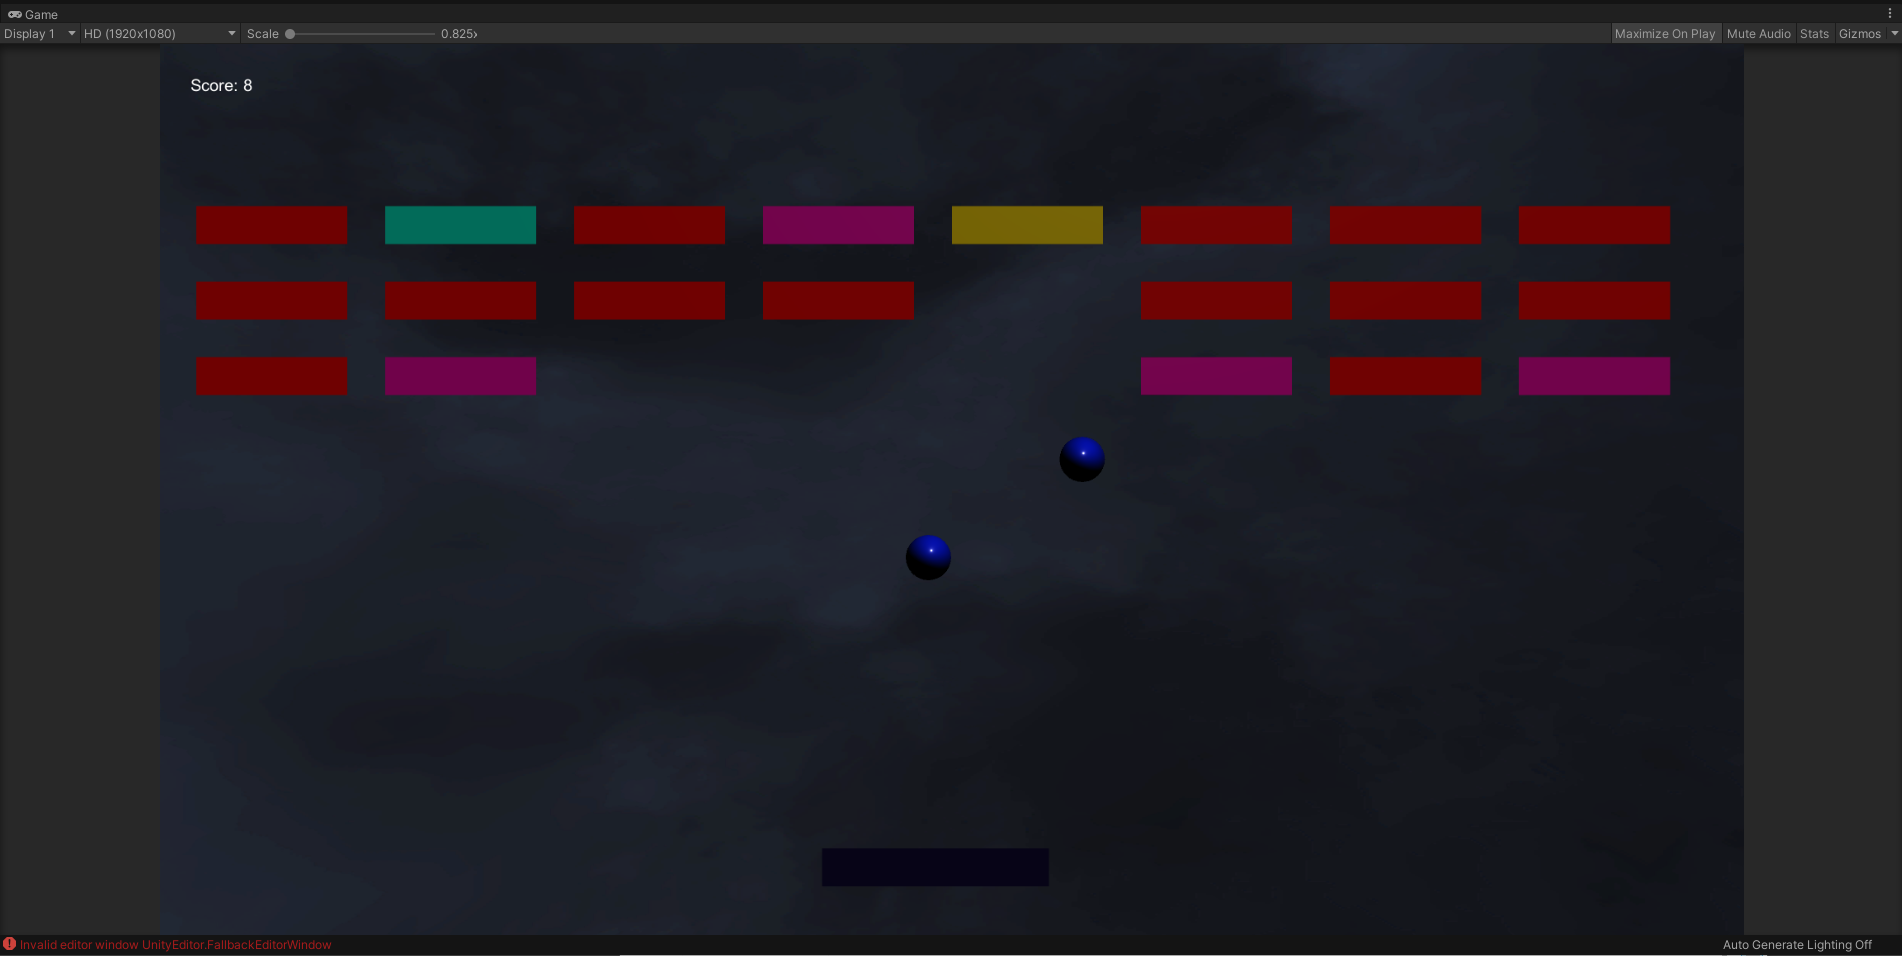 Game
Display 1 HD (1920x1080) Scale 0.825x Maximize On Play Mute Audio Stats Gizmos
Score: 8
Invalid editor window UnityEditor.FallbackEditorWindow Auto Generate Lighting Off